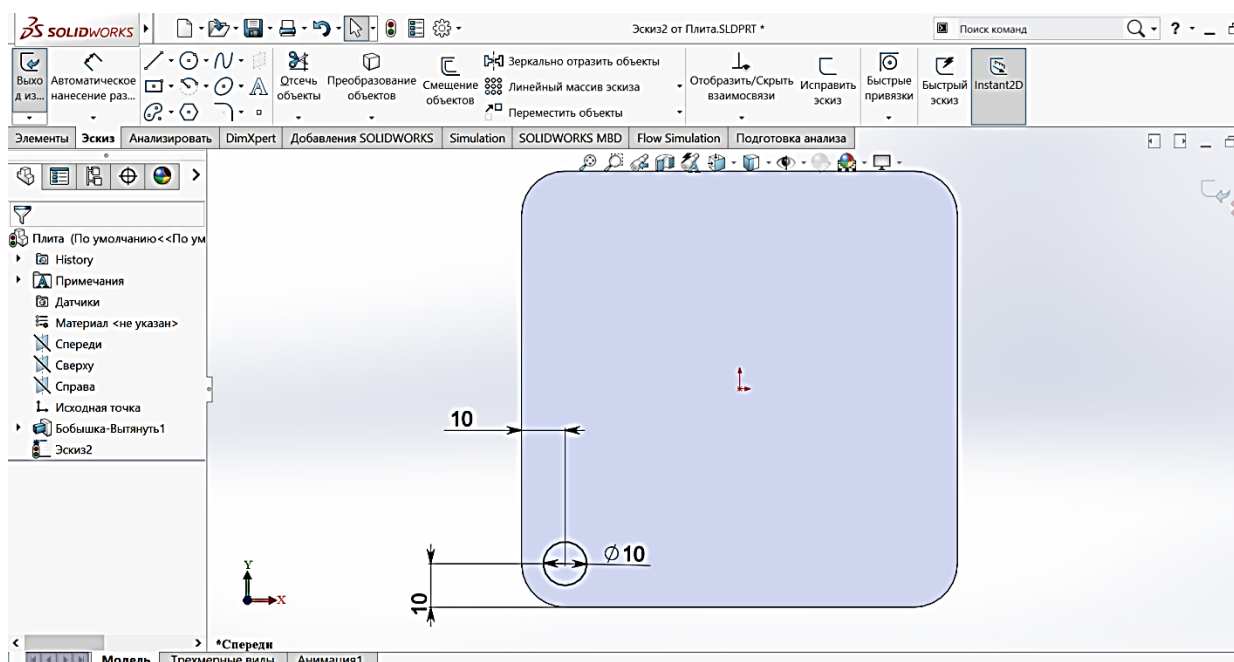 SOLIDWORKS
Эскиз2 от Плита.SLDPRT *
Поиск команд
?
Выхо
д из...
Автоматическое
нанесение раз...
Отсечь
объекты
Преобразование
объектов
Смещение
объектов
Зеркально отразить объекты
Линейный массив эскиза
Переместить объекты
Отобразить/Скрыть
взаимосвязи
Исправить
эскиз
Быстрые
привязки
Быстрый
эскиз
Instant2D
Элементы Эскиз Анализировать DimXpert Добавления SOLIDWORKS Simulation SOLIDWORKS MBD Flow Simulation Подготовка анализа
Плита (По умолчанию<<По ум
History
Примечания
Датчики
Материал <не указан>
Спереди
Сверху
Справа
Исходная точка
Бобышка-Вытянуть1
Эскиз2
10
∅10
10
Y
X
*Спереди
Модель Трехмерные виды Анимация1